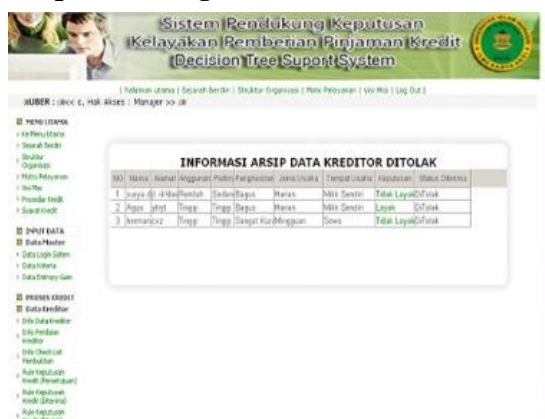 Sistem Pendukung Keputusan
Kelayakan Pemberian Pinjaman Kredit
(Decision Tree Suport System
| Halaman utama | Sejarah Berdiri | Struktur Organisasi | Motto Pelayanan | Visi Misi | Log Out |
Hak Akses : Manajer >>
MENU UTAMA
Ke Menu Utama
Sejarah Berdiri
Struktur
Organisasi
Motto Pelayanan
Visi Misi
Prosedur Kredit
Syarat Kredit
INPUT DATA
Data Master
Data Login Sistem
Data Kriteria
Data Entropy Gain
PROSES KREDIT
Data Kreditor
Info Data Kreditor
Info Penilaian
Kreditor
Info Check List
Pembuktian
Rule Keputusan
Kredit (Persetujuan)
Rule Keputusan
Kredit (Diterima)
Rule Keputusan
INFORMASI ARSIP DATA KREDITOR DITOLAK
NO Nama Alamat Angunan Jenis Usaha Tempat Usaha Keputusan Status Diterima
1 Rendah Bagus Harian Milik Sendiri Tidak Layak DiTolak
2 Agus Tinggi Tinggi Bagus Harian Milik Sendiri Layak DiTolak
3 Tinggi Tinggi Sangat Mingguan Sewa Tidak Layak DiTolak